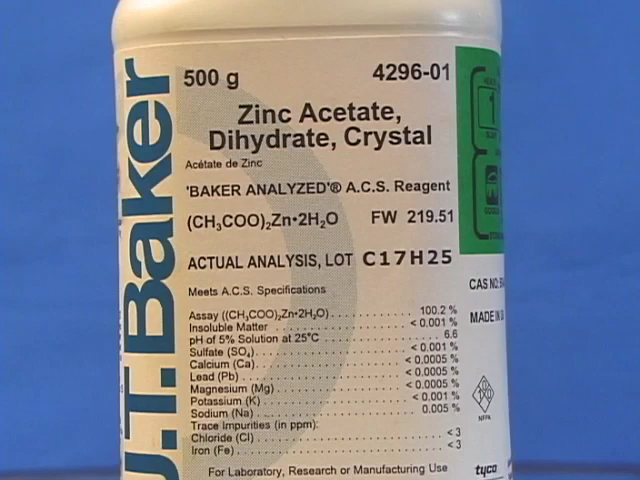 J.T.Baker
500 g 4296-01
Zinc Acetate,
Dihydrate, Crystal
Acétate de Zinc
'BAKER ANALYZED'® A.C.S. Reagent
(CH₃COO)₂Zn•2H₂O FW 219.51
ACTUAL ANALYSIS, LOT C17H25
Meets A.C.S. Specifications
Assay ((CH₃COO)₂Zn•2H₂O) 100.2 %
Insoluble Matter < 0.001 %
pH of 5% Solution at 25°C 6.6
Sulfate (SO₄) < 0.001 %
Calcium (Ca) < 0.0005 %
Lead (Pb) < 0.0005 %
Magnesium (Mg) < 0.0005 %
Potassium (K) < 0.001 %
Sodium (Na) 0.005 %
Trace Impurities (in ppm):
Chloride (Cl) < 3
Iron (Fe) < 3
For Laboratory, Research or Manufacturing Use
1
CAS NO:
MADE IN
NFPA
tyco